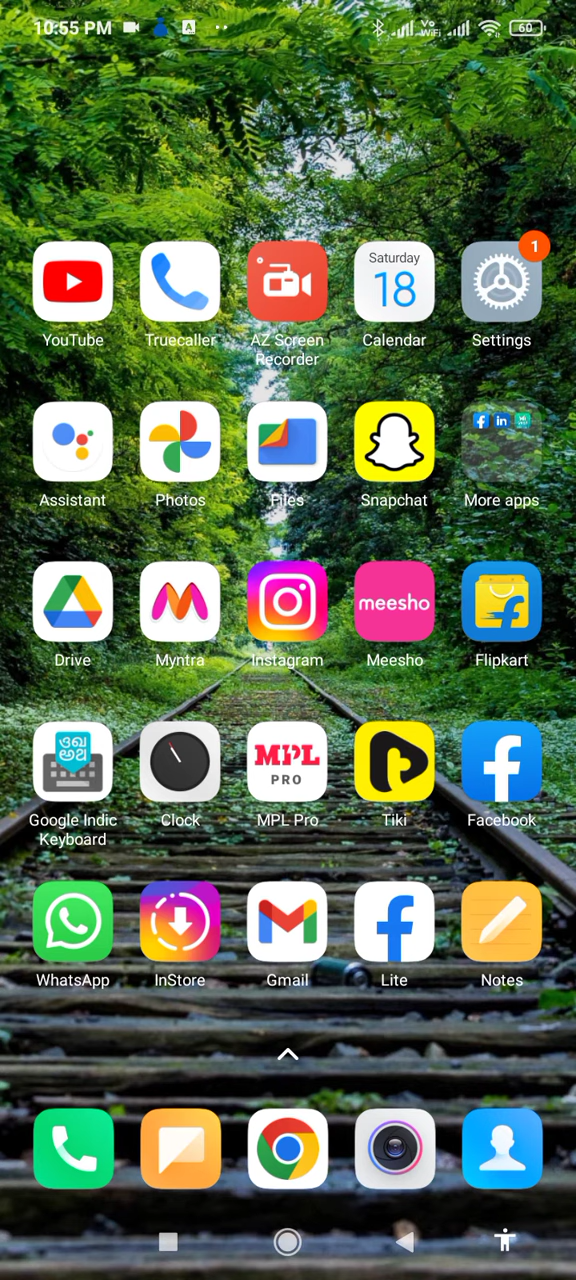 10:55 PM
Vo
WiFi
60
1
Saturday
18
YouTube
Truecaller
AZ Screen
Recorder
Calendar
Settings
Assistant
Photos
Files
Snapchat
More apps
meesho
Drive
Myntra
Instagram
Meesho
Flipkart
MPL
PRO
Google Indic
Keyboard
Clock
MPL Pro
Tiki
Facebook
WhatsApp
InStore
Gmail
Lite
Notes